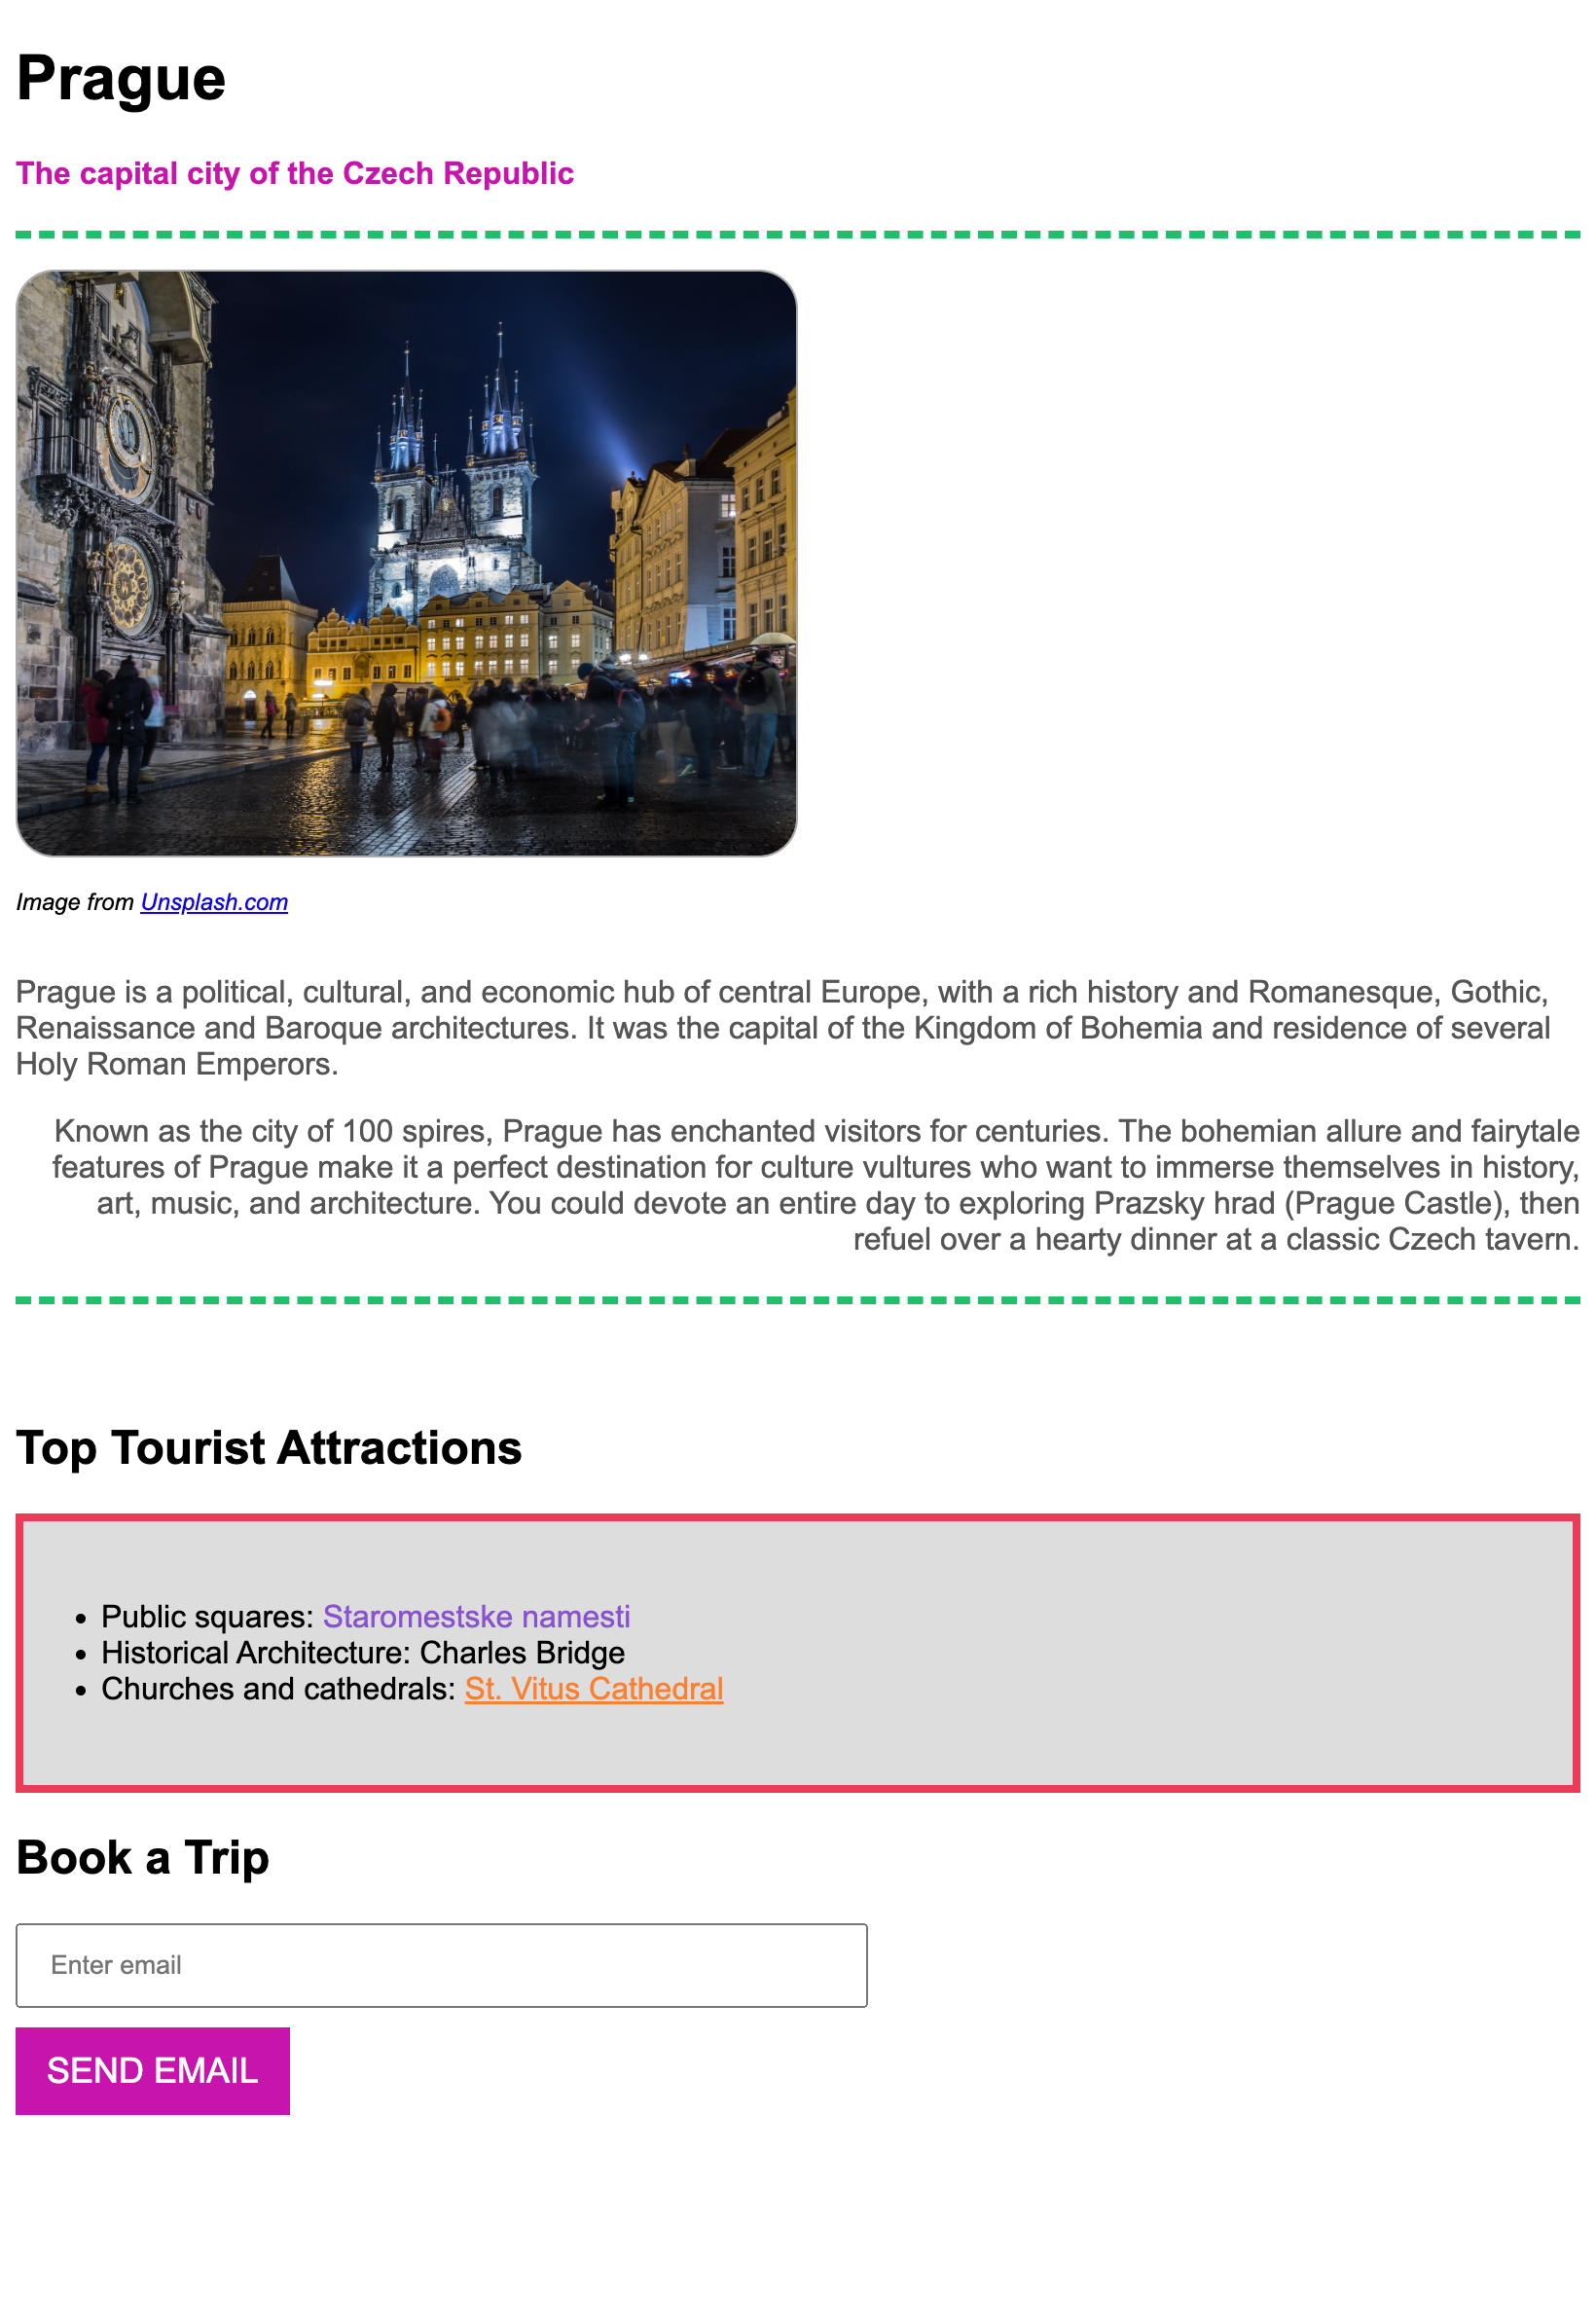 Prague
The capital city of the Czech Republic
Image from Unsplash.com
Prague is a political, cultural, and economic hub of central Europe, with a rich history and Romanesque, Gothic,
Renaissance and Baroque architectures. It was the capital of the Kingdom of Bohemia and residence of several
Holy Roman Emperors.
Known as the city of 100 spires, Prague has enchanted visitors for centuries. The bohemian allure and fairytale
features of Prague make it a perfect destination for culture vultures who want to immerse themselves in history,
art, music, and architecture. You could devote an entire day to exploring Prazsky hrad (Prague Castle), then
refuel over a hearty dinner at a classic Czech tavern.
Top Tourist Attractions
• Public squares: Staromestske namesti
• Historical Architecture: Charles Bridge
• Churches and cathedrals: St. Vitus Cathedral
Book a Trip
Enter email
SEND EMAIL